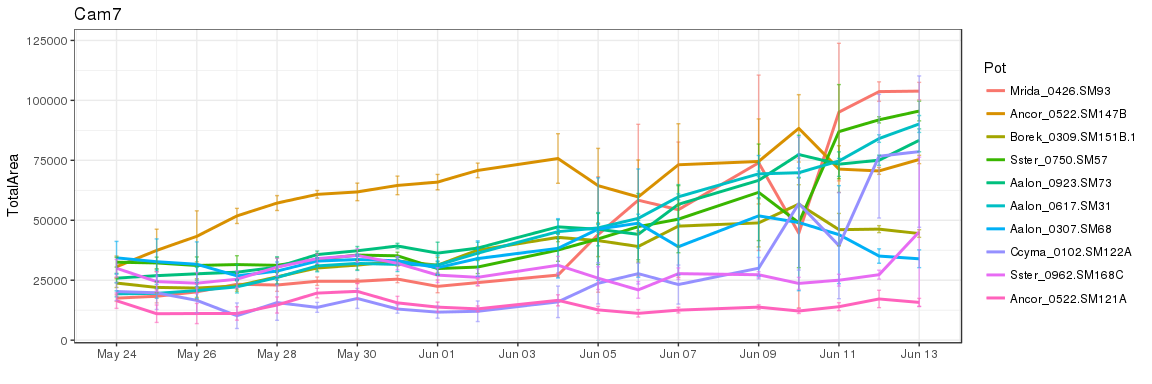 Cam7
TotalArea
125000
100000
75000
50000
25000
0
May 24
May 26
May 28
May 30
Jun 01
Jun 03
Jun 05
Jun 07
Jun 09
Jun 11
Jun 13
Pot
Mrida_0426.SM93
Ancor_0522.SM147B
Borek_0309.SM151B.1
Sster_0750.SM57
Aalon_0923.SM73
Aalon_0617.SM31
Aalon_0307.SM68
Ccyma_0102.SM122A
Sster_0962.SM168C
Ancor_0522.SM121A